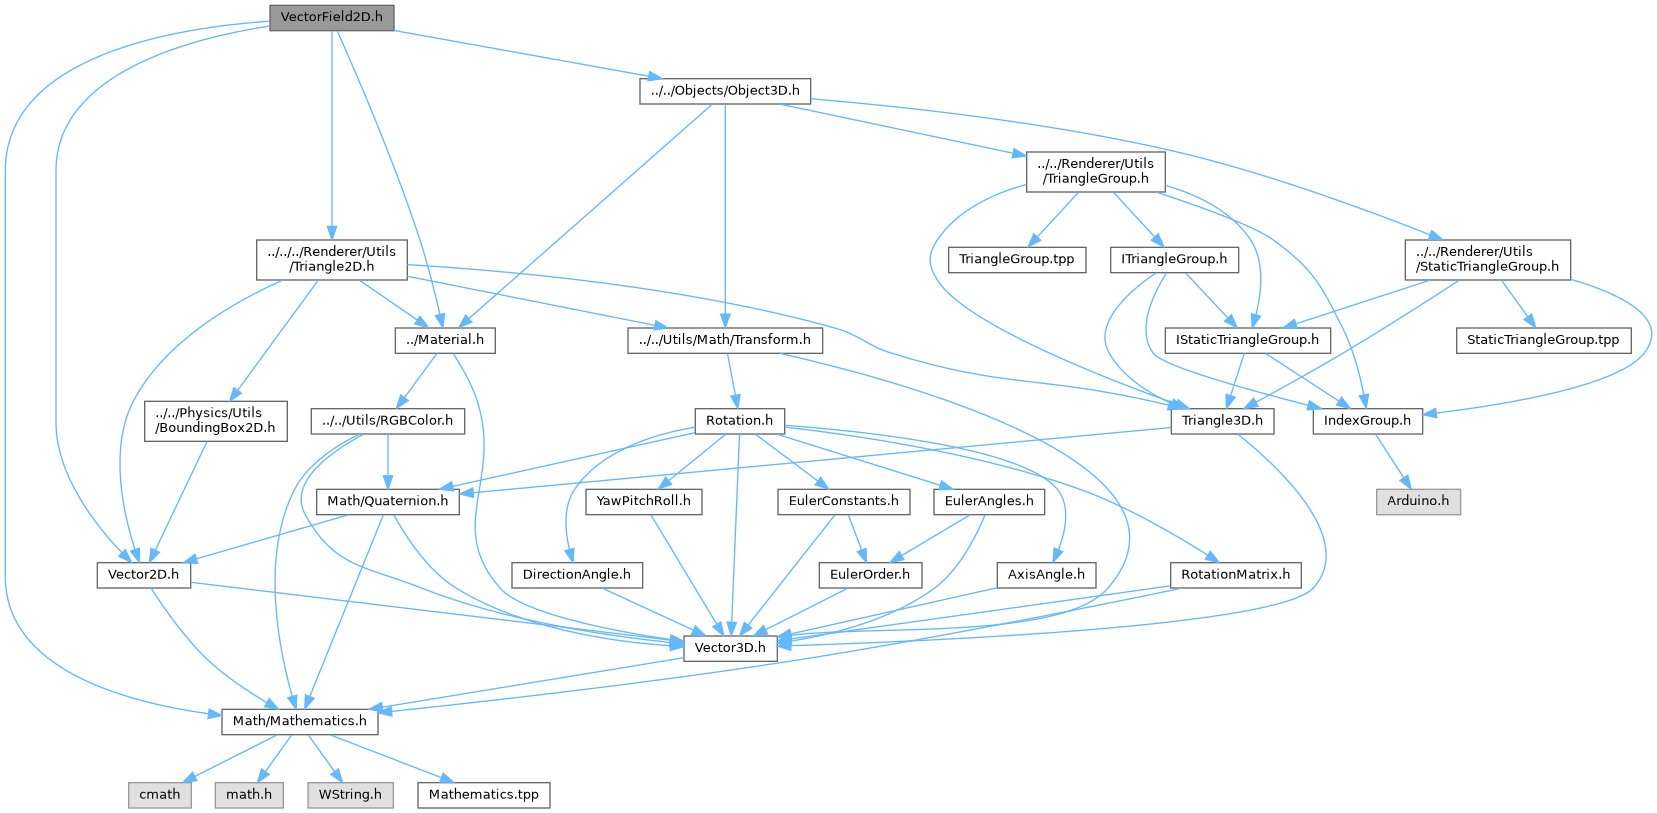 VectorField2D.h
../../Objects/Object3D.h
../../Renderer/Utils
/TriangleGroup.h
../../../Renderer/Utils
/Triangle2D.h
TriangleGroup.tpp
ITriangleGroup.h
../../Renderer/Utils
/StaticTriangleGroup.h
../Material.h
../../Utils/Math/Transform.h
IStaticTriangleGroup.h
StaticTriangleGroup.tpp
../../Physics/Utils
/BoundingBox2D.h
../../Utils/RGBColor.h
Rotation.h
Triangle3D.h
IndexGroup.h
Math/Quaternion.h
YawPitchRoll.h
EulerConstants.h
EulerAngles.h
Arduino.h
Vector2D.h
DirectionAngle.h
EulerOrder.h
AxisAngle.h
RotationMatrix.h
Vector3D.h
Math/Mathematics.h
cmath
math.h
WString.h
Mathematics.tpp